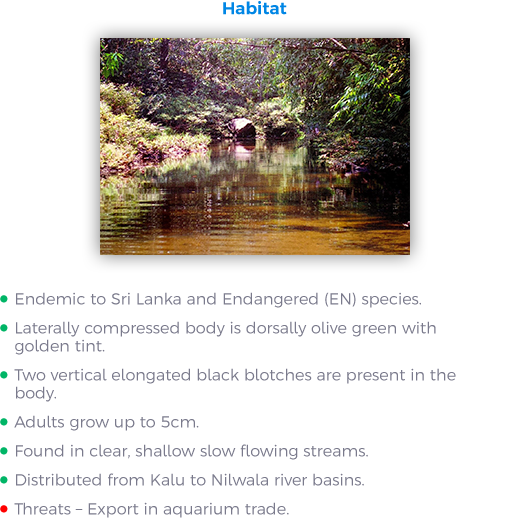 Habitat
Endemic to Sri Lanka and Endangered (EN) species.
Laterally compressed body is dorsally olive green with
golden tint.
Two vertical elongated black blotches are present in the
body.
Adults grow up to 5cm.
Found in clear, shallow slow flowing streams.
Distributed from Kalu to Nilwala river basins.
Threats – Export in aquarium trade.